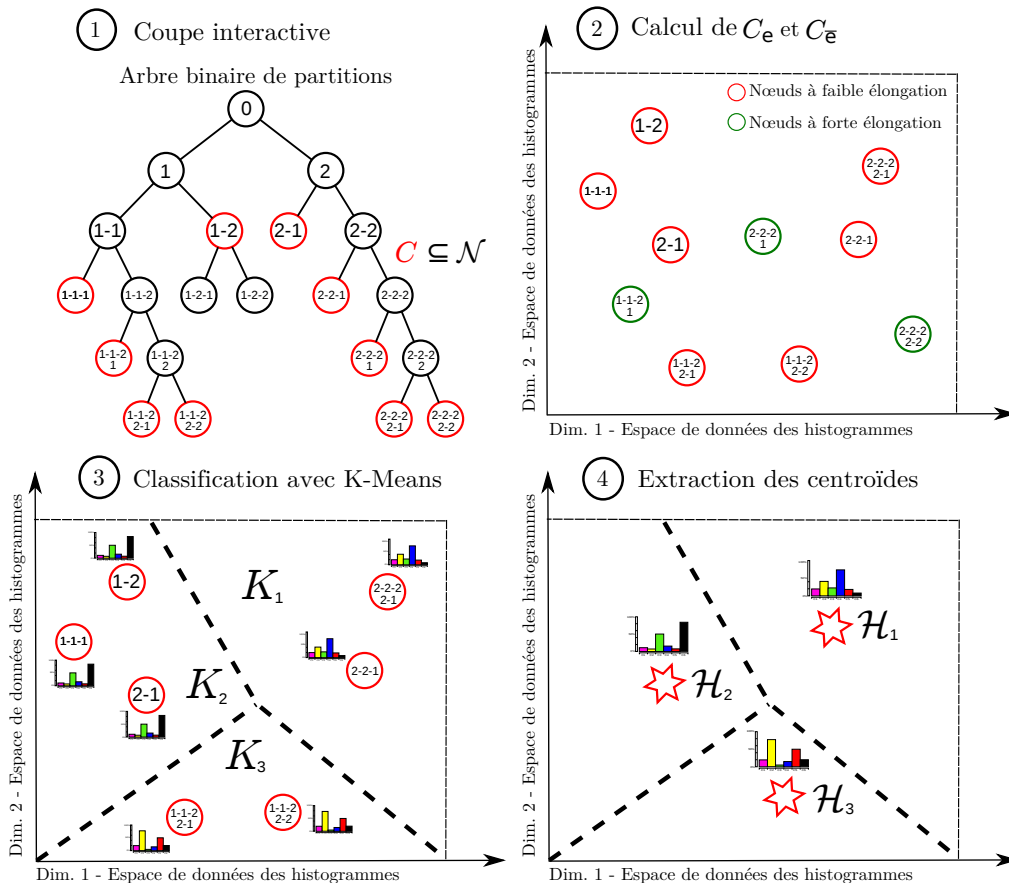 1 Coupe interactive
Arbre binaire de partitions
0
1
2
1-1
1-2
2-1
2-2
C ⊆ N
1-1-1
1-1-2
1-2-1
1-2-2
2-2-1
2-2-2
1-1-2
1
1-1-2
2
2-2-2
1
2-2-2
2
1-1-2
2-1
1-1-2
2-2
2-2-2
2-1
2-2-2
2-2
2 Calcul de Ce et Cē
Dim. 2 - Espace de données des histogrammes
Nœuds à faible élongation
Nœuds à forte élongation
1-2
2-2-2
2-1
1-1-1
2-1
2-2-2
1
2-2-1
1-1-2
1
2-2-2
2-2
1-1-2
2-1
1-1-2
2-2
Dim. 1 - Espace de données des histogrammes
3 Classification avec K-Means
Dim. 2 - Espace de données des histogrammes
1-2
K1
2-2-2
2-1
1-1-1
2-2-1
2-1
K2
K3
1-1-2
2-1
1-1-2
2-2
Dim. 1 - Espace de données des histogrammes
4 Extraction des centroïdes
Dim. 2 - Espace de données des histogrammes
H1
H2
H3
Dim. 1 - Espace de données des histogrammes